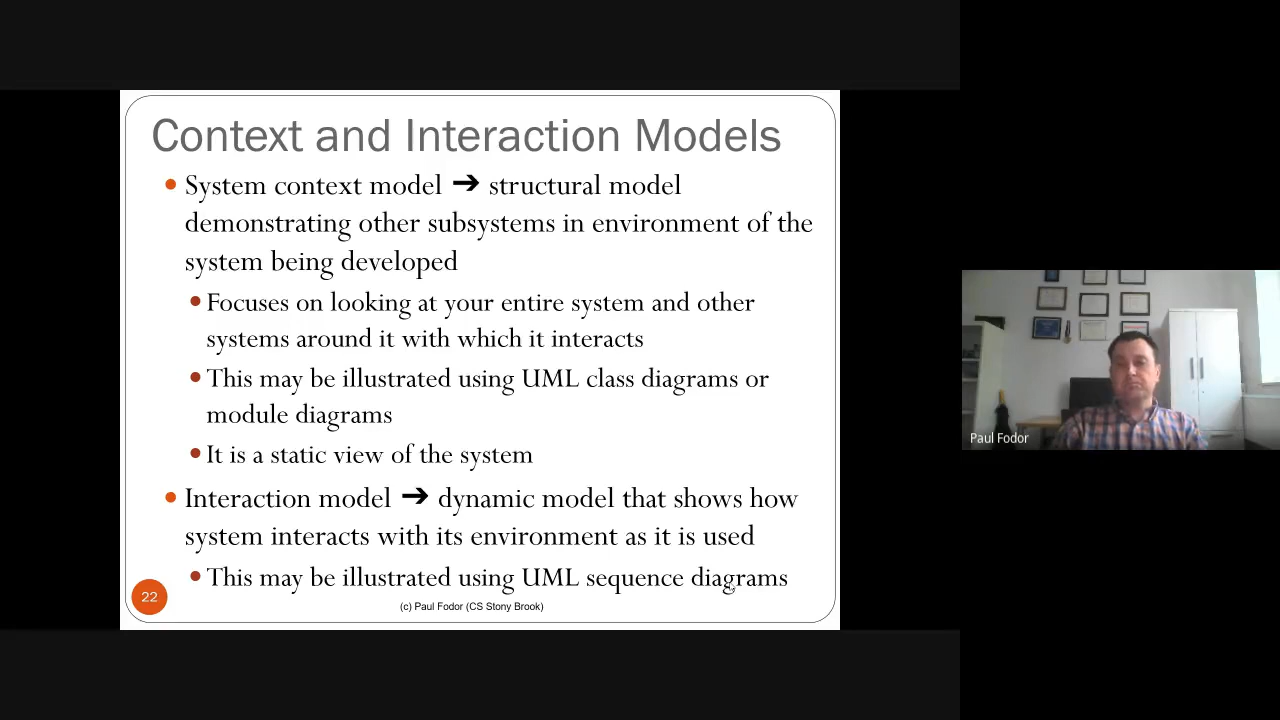 Context and Interaction Models
• System context model ➔ structural model
demonstrating other subsystems in environment of the
system being developed
• Focuses on looking at your entire system and other
systems around it with which it interacts
• This may be illustrated using UML class diagrams or
module diagrams
• It is a static view of the system
• Interaction model ➔ dynamic model that shows how
system interacts with its environment as it is used
• This may be illustrated using UML sequence diagrams
22
(c) Paul Fodor (CS Stony Brook)
Paul Fodor